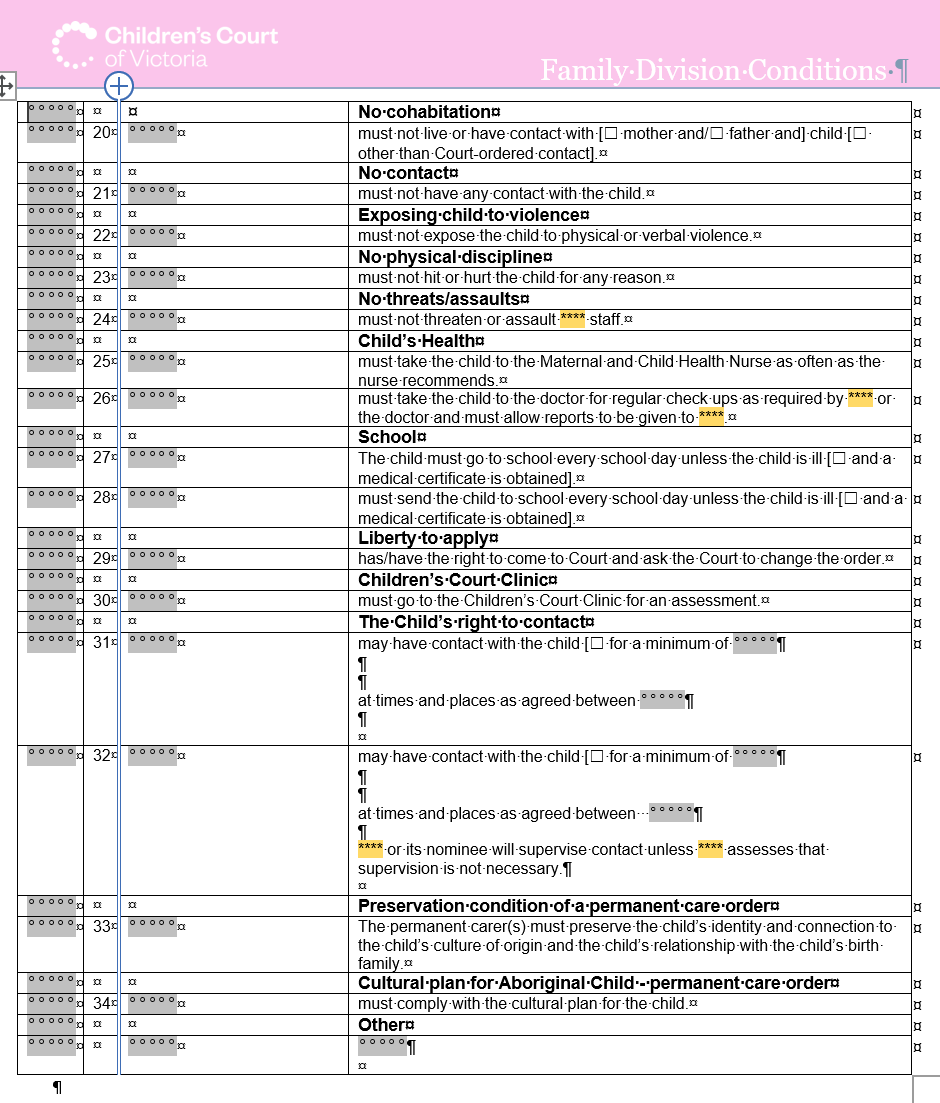 Children's Court
of Victoria
Family Division Conditions
No cohabitation
20 must not live or have contact with [☐ mother and/☐ father and] child [☐
other than Court-ordered contact].
No contact
21 must not have any contact with the child.
Exposing child to violence
22 must not expose the child to physical or verbal violence.
No physical discipline
23 must not hit or hurt the child for any reason.
No threats/assaults
24 must not threaten or assault **** staff.
Child's Health
25 must take the child to the Maternal and Child Health Nurse as often as the
nurse recommends.
26 must take the child to the doctor for regular check ups as required by **** or
the doctor and must allow reports to be given to ****.
School
27 The child must go to school every school day unless the child is ill [☐ and a
medical certificate is obtained].
28 must send the child to school every school day unless the child is ill [☐ and a
medical certificate is obtained].
Liberty to apply
29 has/have the right to come to Court and ask the Court to change the order.
Children's Court Clinic
30 must go to the Children's Court Clinic for an assessment.
The Child's right to contact
31 may have contact with the child [☐ for a minimum of
at times and places as agreed between
32 may have contact with the child [☐ for a minimum of
at times and places as agreed between
**** or its nominee will supervise contact unless **** assesses that
supervision is not necessary.
Preservation condition of a permanent care order
33 The permanent carer(s) must preserve the child's identity and connection to
the child's culture of origin and the child's relationship with the child's birth
family.
Cultural plan for Aboriginal Child - permanent care order
34 must comply with the cultural plan for the child.
Other